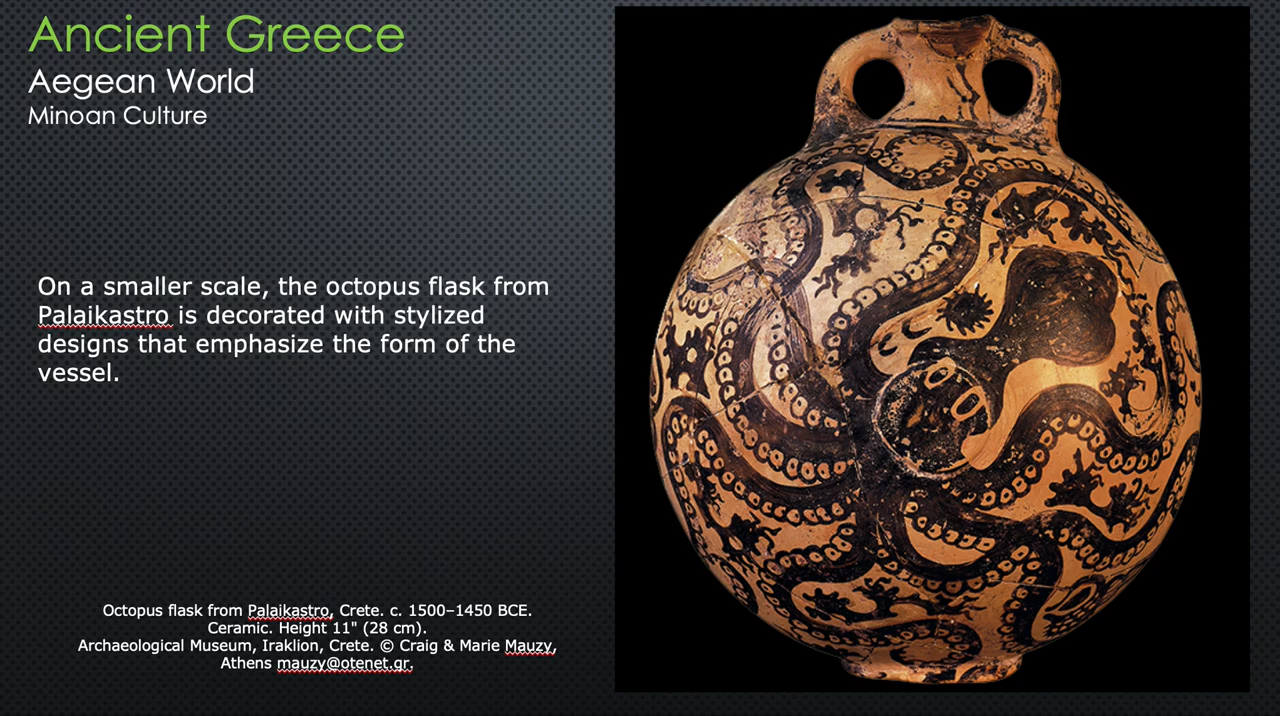 Ancient Greece
Aegean World
Minoan Culture
On a smaller scale, the octopus flask from
Palaikastro is decorated with stylized
designs that emphasize the form of the
vessel.
Octopus flask from Palaikastro, Crete. c. 1500–1450 BCE.
Ceramic. Height 11" (28 cm).
Archaeological Museum, Iraklion, Crete. © Craig & Marie Mauzy,
Athens mauzy@otenet.gr.